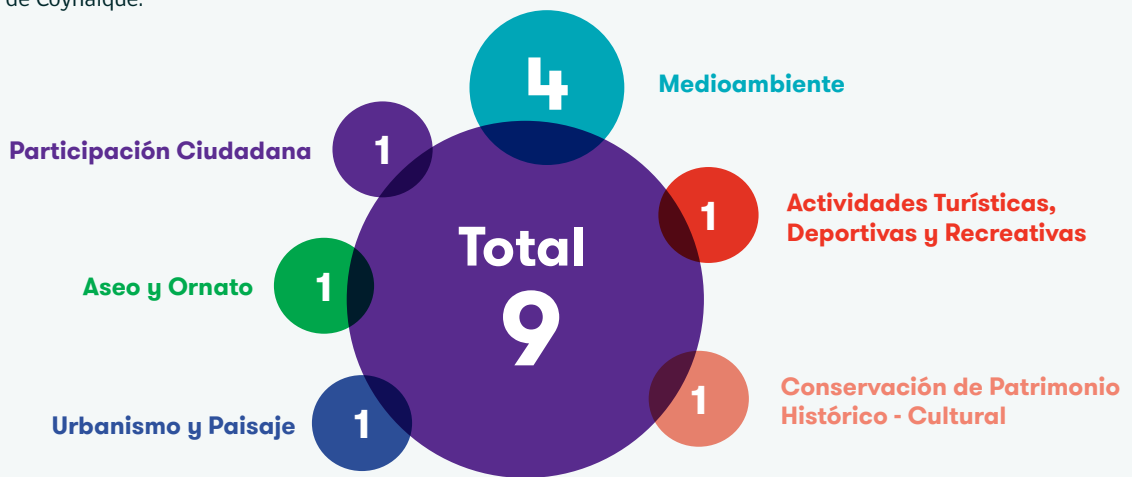 de Coyhaique.
4
Medioambiente
Participación Ciudadana
1
1
Actividades Turísticas,
Deportivas y Recreativas
Total
9
Aseo y Ornato
1
Urbanismo y Paisaje
1
1
Conservación de Patrimonio
Histórico - Cultural